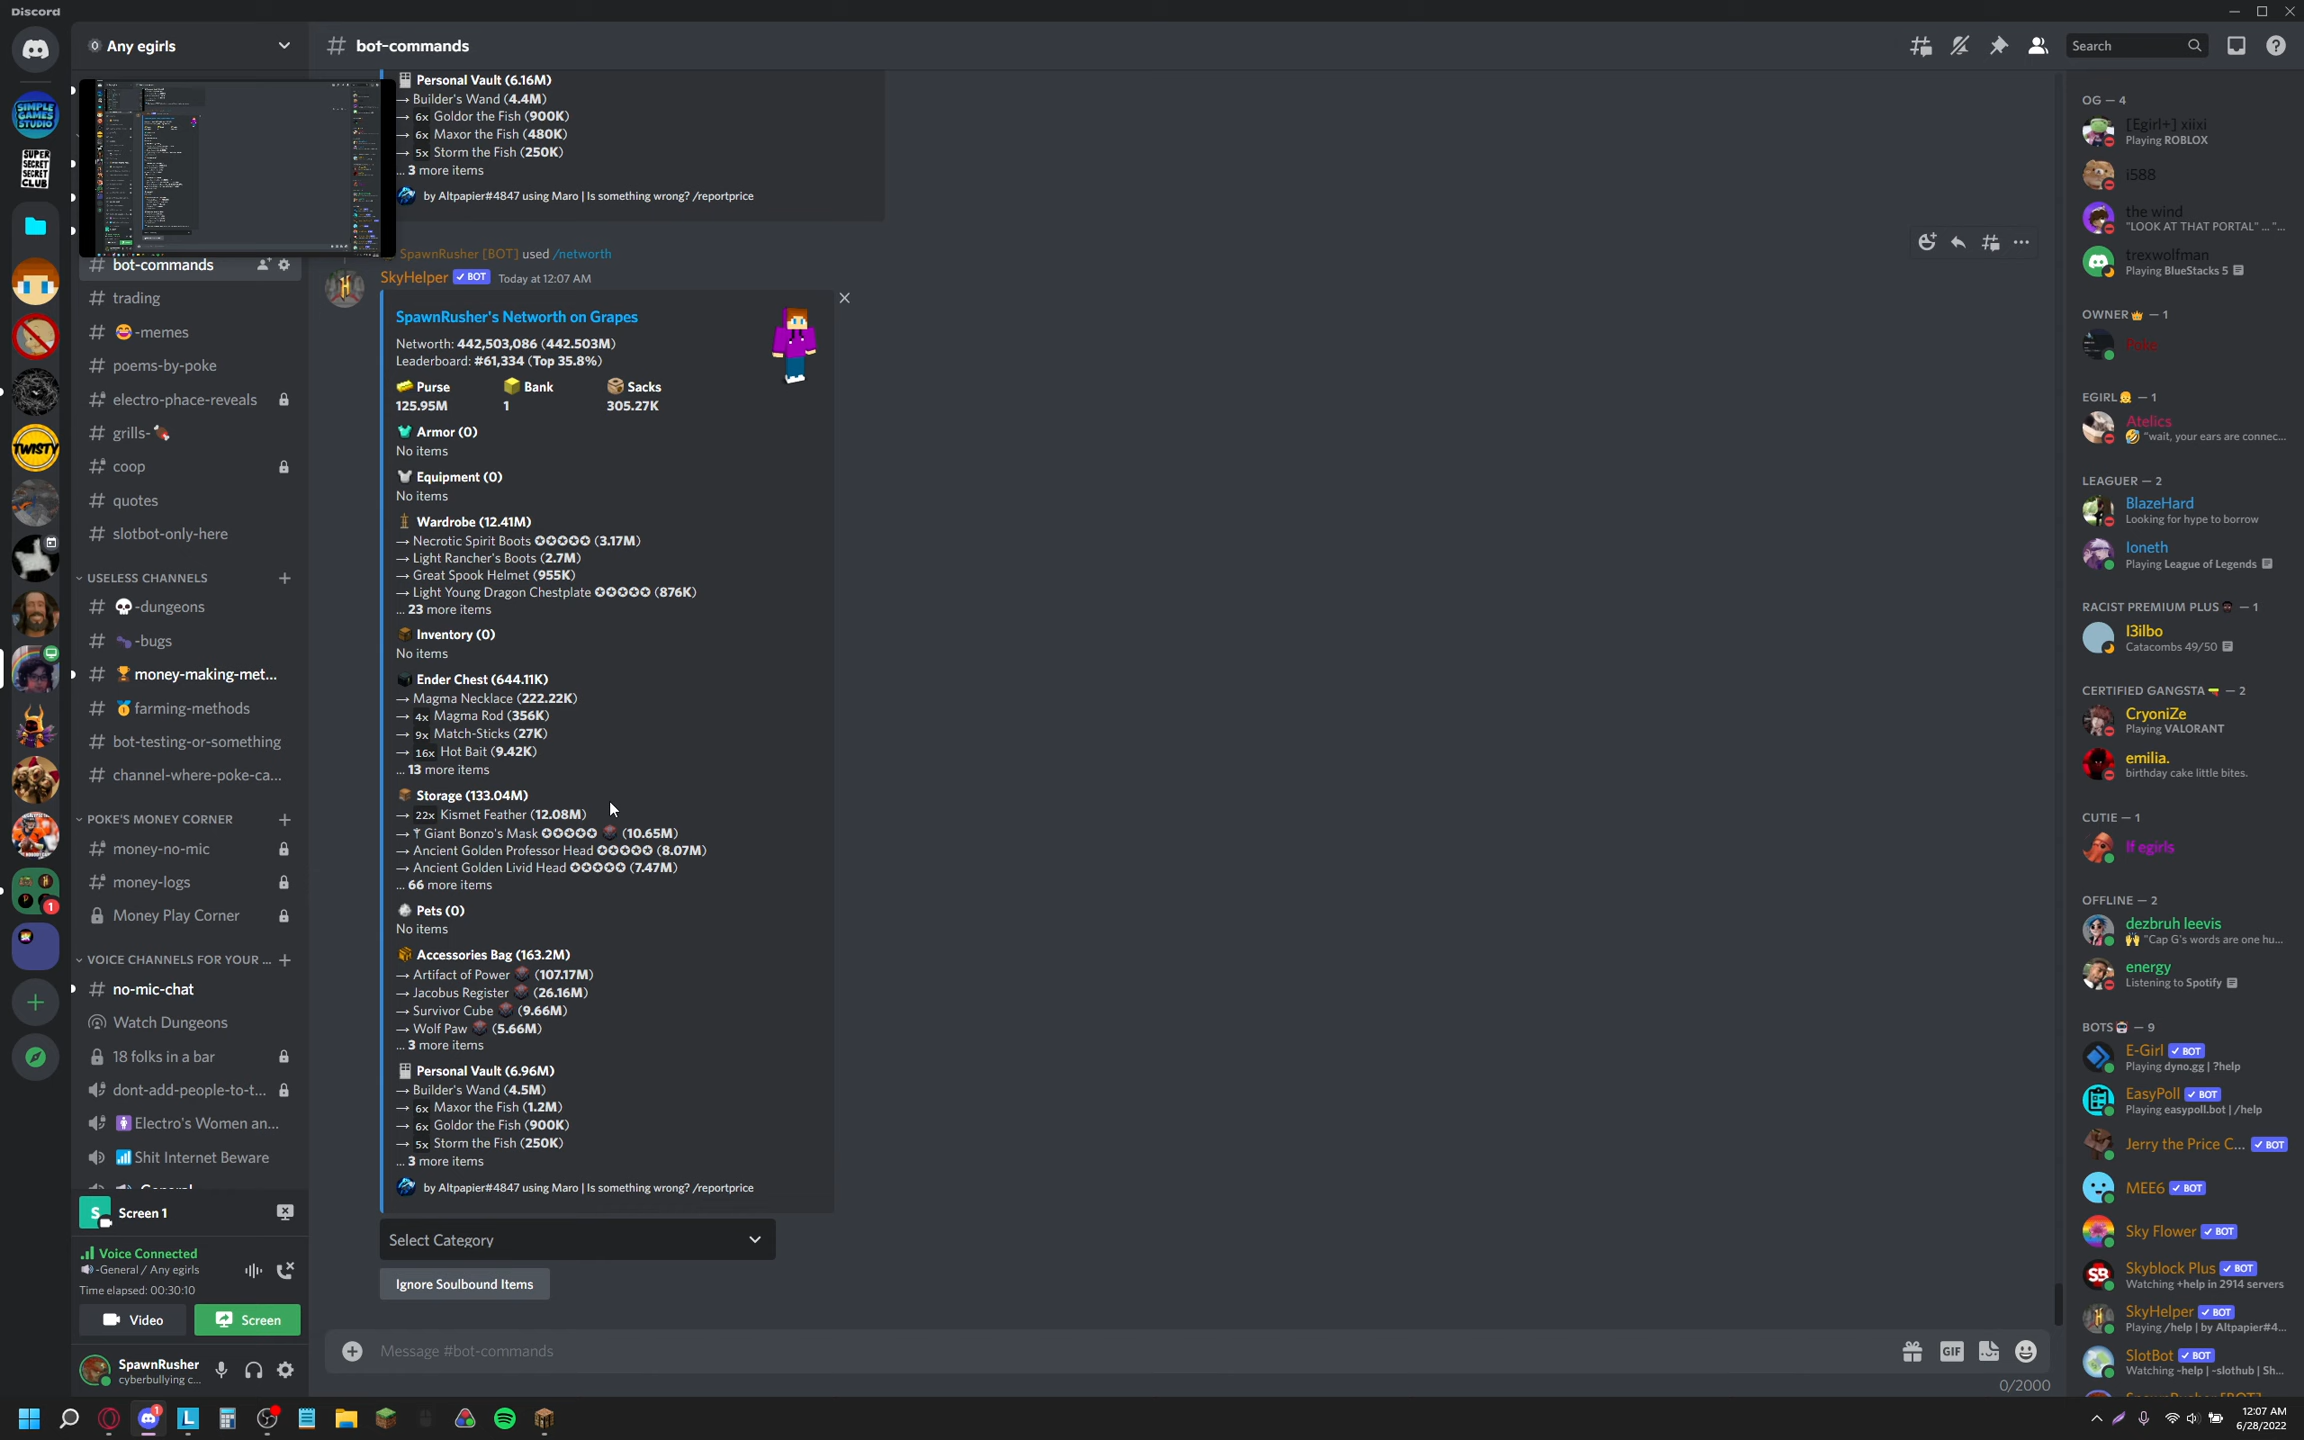 Discord
Any egirls
bot-commands
Search
SIMPLE GAMES STUDIO
SUPER SECRET CLUB
TWISTY
bot-commands
trading
😂-memes
poems-by-poke
electro-phace-reveals
grills-🍖
coop
quotes
slotbot-only-here
USELESS CHANNELS
💀-dungeons
-bugs
🏆money-making-met...
🥇farming-methods
bot-testing-or-something
channel-where-poke-ca...
POKE'S MONEY CORNER
money-no-mic
money-logs
Money Play Corner
VOICE CHANNELS FOR YOUR ...
no-mic-chat
Watch Dungeons
18 folks in a bar
dont-add-people-to-t...
🚺Electro's Women an...
📶Shit Internet Beware
S Screen 1
Voice Connected
-General / Any egirls
Time elapsed: 00:30:10
Video
Screen
SpawnRusher
cyberbullying c...
Personal Vault (6.16M)
→ Builder's Wand (4.4M)
→ 6x Goldor the Fish (900K)
→ 6x Maxor the Fish (480K)
→ 5x Storm the Fish (250K)
... 3 more items
by Altpapier#4847 using Maro | Is something wrong? /reportprice
SpawnRusher [BOT] used /networth
SkyHelper ✓ BOT Today at 12:07 AM
SpawnRusher's Networth on Grapes
Networth: 442,503,086 (442.503M)
Leaderboard: #61,334 (Top 35.8%)
Purse Bank Sacks
125.95M 1 305.27K
Armor (0)
No items
Equipment (0)
No items
Wardrobe (12.41M)
→ Necrotic Spirit Boots ✪✪✪✪✪ (3.17M)
→ Light Rancher's Boots (2.7M)
→ Great Spook Helmet (955K)
→ Light Young Dragon Chestplate ✪✪✪✪✪ (876K)
... 23 more items
Inventory (0)
No items
Ender Chest (644.11K)
→ Magma Necklace (222.22K)
→ 4x Magma Rod (356K)
→ 9x Match-Sticks (27K)
→ 16x Hot Bait (9.42K)
... 13 more items
Storage (133.04M)
→ 22x Kismet Feather (12.08M)
→ Giant Bonzo's Mask ✪✪✪✪✪ (10.65M)
→ Ancient Golden Professor Head ✪✪✪✪✪ (8.07M)
→ Ancient Golden Livid Head ✪✪✪✪✪ (7.47M)
... 66 more items
Pets (0)
No items
Accessories Bag (163.2M)
→ Artifact of Power (107.17M)
→ Jacobus Register (26.16M)
→ Survivor Cube (9.66M)
→ Wolf Paw (5.66M)
... 3 more items
Personal Vault (6.96M)
→ Builder's Wand (4.5M)
→ 6x Maxor the Fish (1.2M)
→ 6x Goldor the Fish (900K)
→ 5x Storm the Fish (250K)
... 3 more items
by Altpapier#4847 using Maro | Is something wrong? /reportprice
Select Category
Ignore Soulbound Items
Message #bot-commands
GIF
0/2000
OG — 4
[Egirl+] xiixi
Playing ROBLOX
i588
the wind
"LOOK AT THAT PORTAL" ... "...
trexwolfman
Playing BlueStacks 5
OWNER👑 — 1
Poke
EGIRL — 1
Atelics
🤣 "wait, your ears are connec...
LEAGUER — 2
BlazeHard
Looking for hype to borrow
Ioneth
Playing League of Legends
RACIST PREMIUM PLUS — 1
l3ilbo
Catacombs 49/50
CERTIFIED GANGSTA — 2
CryoniZe
Playing VALORANT
emilia.
birthday cake little bites.
CUTIE — 1
lf egirls
OFFLINE — 2
dezbruh leevis
🙌 "Cap G's words are one hu...
energy
Listening to Spotify
BOTS — 9
E-Girl ✓ BOT
Playing dyno.gg | ?help
EasyPoll ✓ BOT
Playing easypoll.bot | /help
Jerry the Price C... ✓ BOT
MEE6 ✓ BOT
Sky Flower ✓ BOT
Skyblock Plus ✓ BOT
Watching +help in 2914 servers
SkyHelper ✓ BOT
Playing /help | by Altpapier#4...
SlotBot ✓ BOT
Watching ~help | ~slothub | Sh...
12:07 AM
6/28/2022